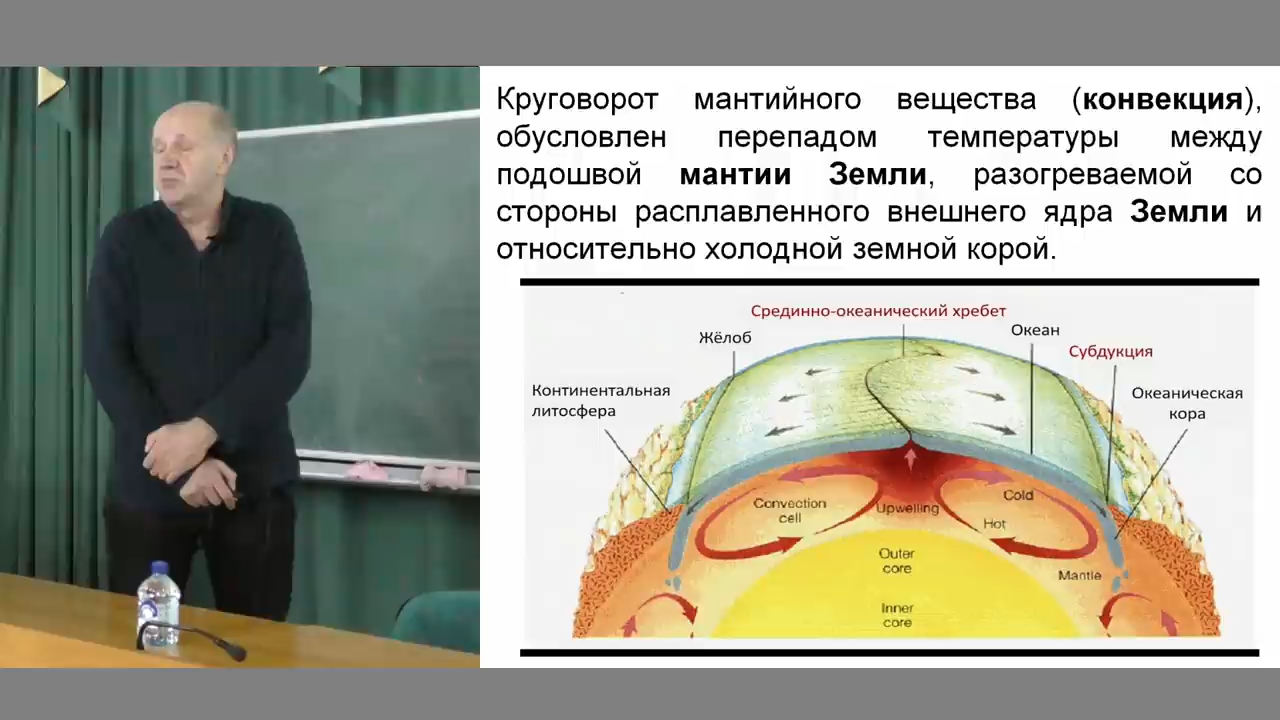 Круговорот мантийного вещества (конвекция),
обусловлен перепадом температуры между
подошвой мантии Земли, разогреваемой со
стороны расплавленного внешнего ядра Земли и
относительно холодной земной корой.
Срединно-океанический хребет
Жёлоб
Океан
Субдукция
Континентальная
литосфера
Океаническая
кора
Convection
cell
Upwelling
Cold
Hot
Outer
core
Mantle
Inner
core